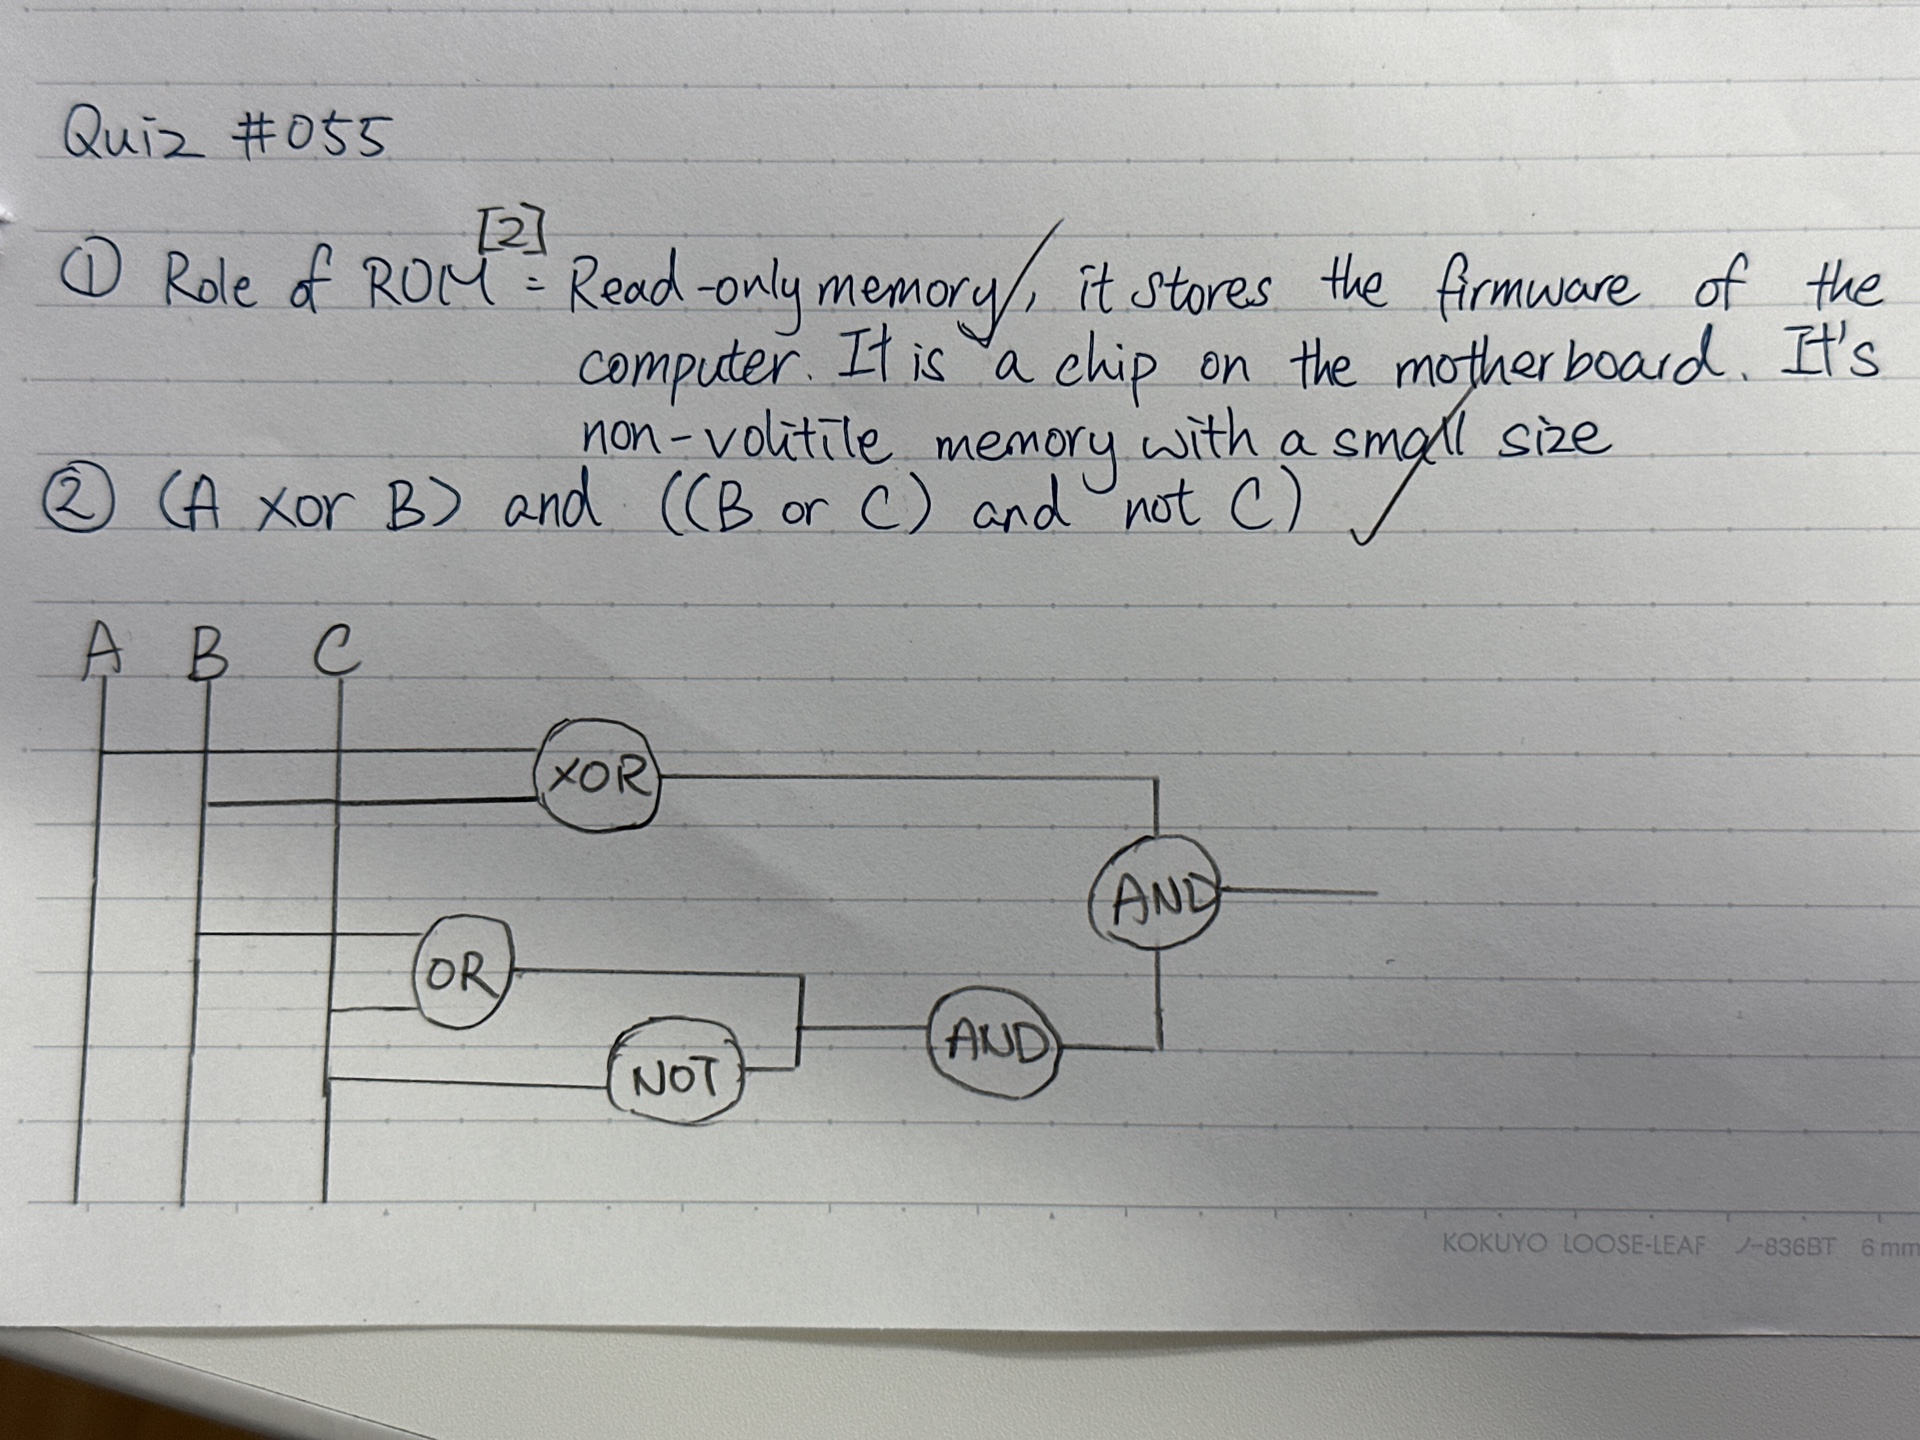 Quiz #055
[2]
① Role of ROM = Read-only memory, it stores the firmware of the
computer. It is a chip on the motherboard. It's
non-volitile memory with a small size
② (A xor B) and ((B or C) and not C)
A B C
XOR
AND
OR
AND
NOT
KOKUYO LOOSE-LEAF ノ-836BT 6 mm